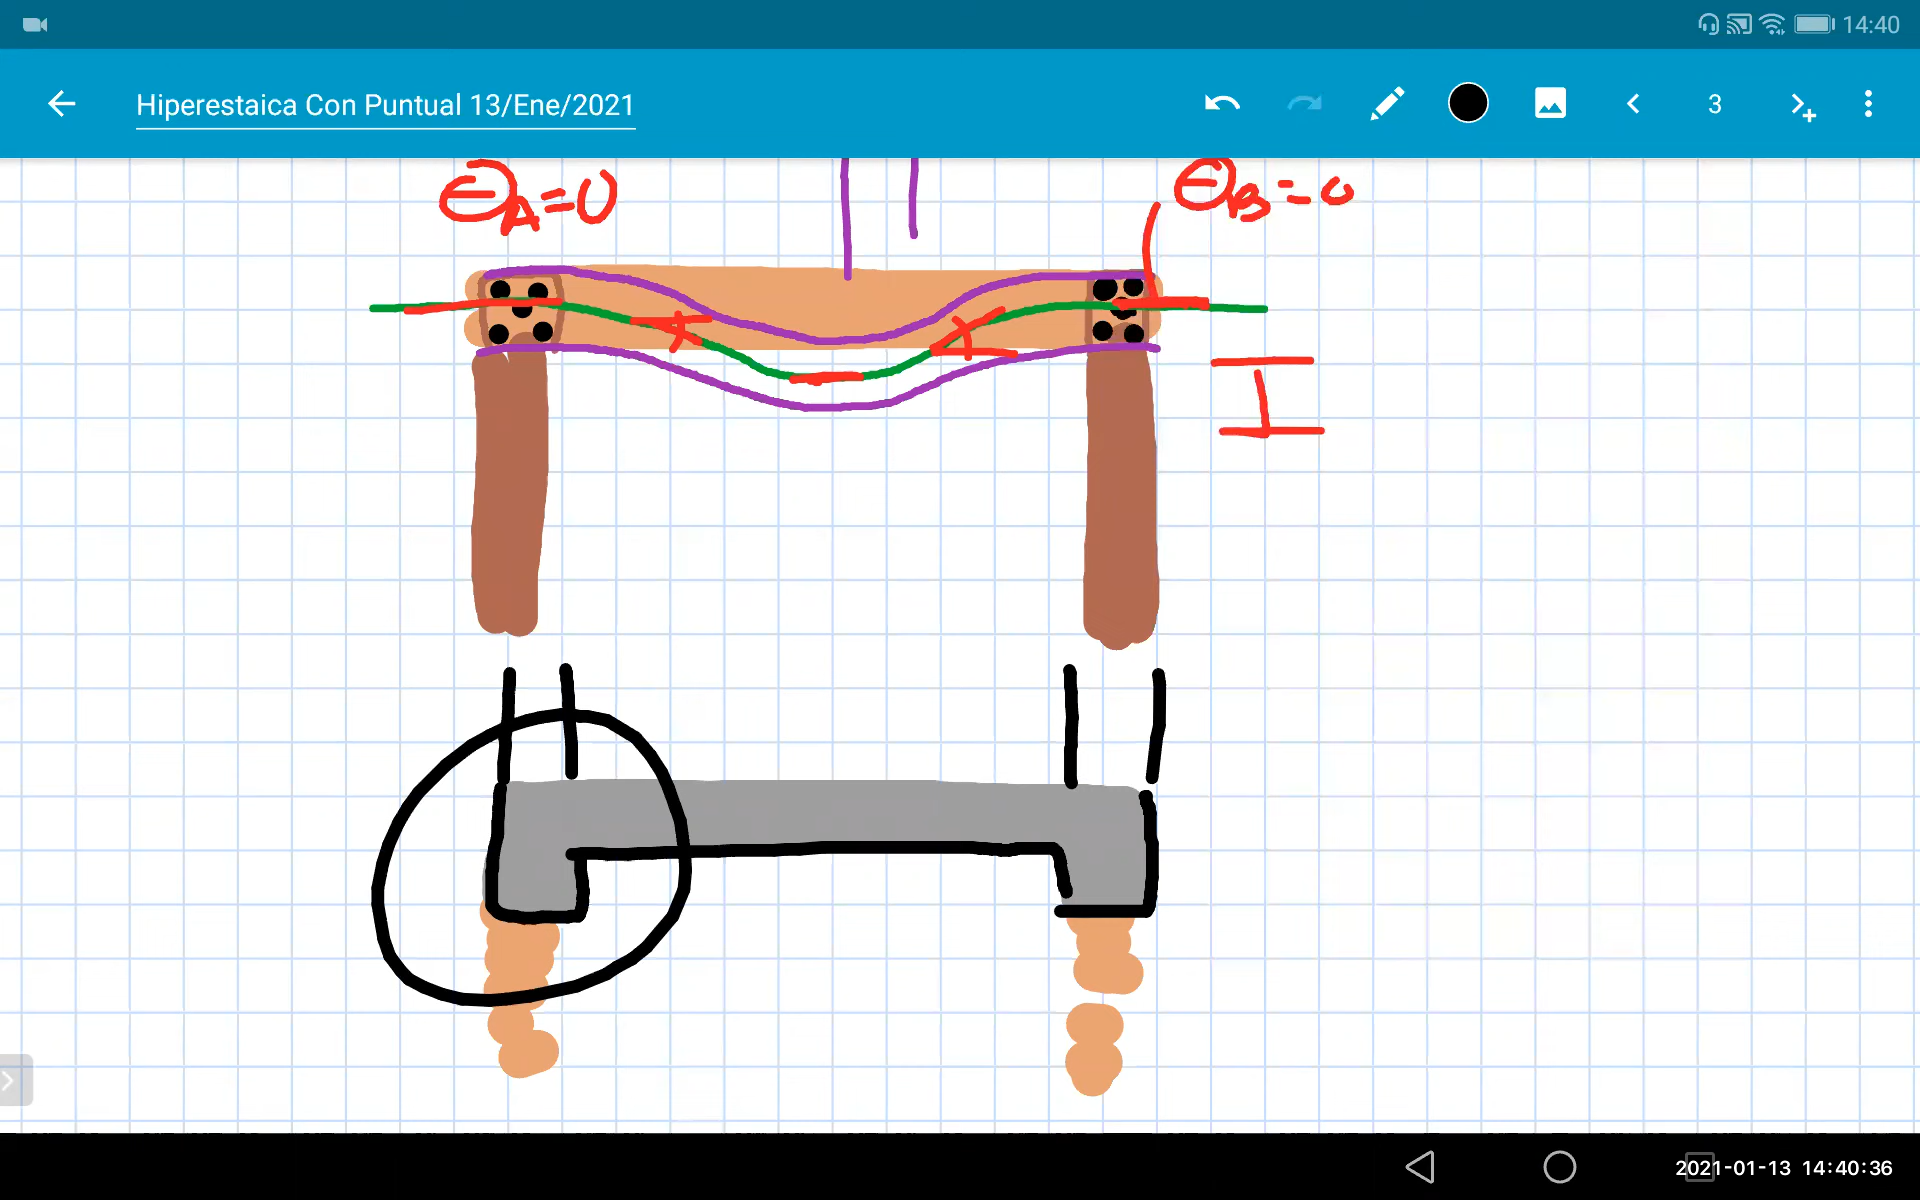 14:40
Hiperestaica Con Puntual 13/Ene/2021
3
θA=0
θB=0
I
2021-01-13 14:40:36